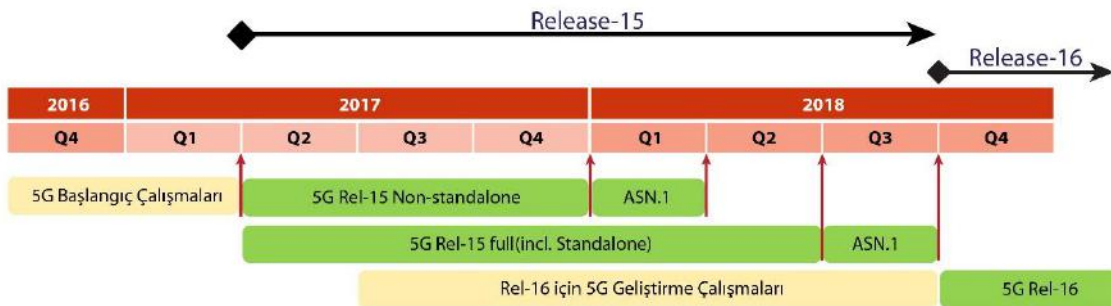 Release-15
Release-16
2016 2017 2018
Q4 Q1 Q2 Q3 Q4 Q1 Q2 Q3 Q4
5G Başlangıç Çalışmaları 5G Rel-15 Non-standalone ASN.1
5G Rel-15 full(incl. Standalone) ASN.1
Rel-16 için 5G Geliştirme Çalışmaları 5G Rel-16